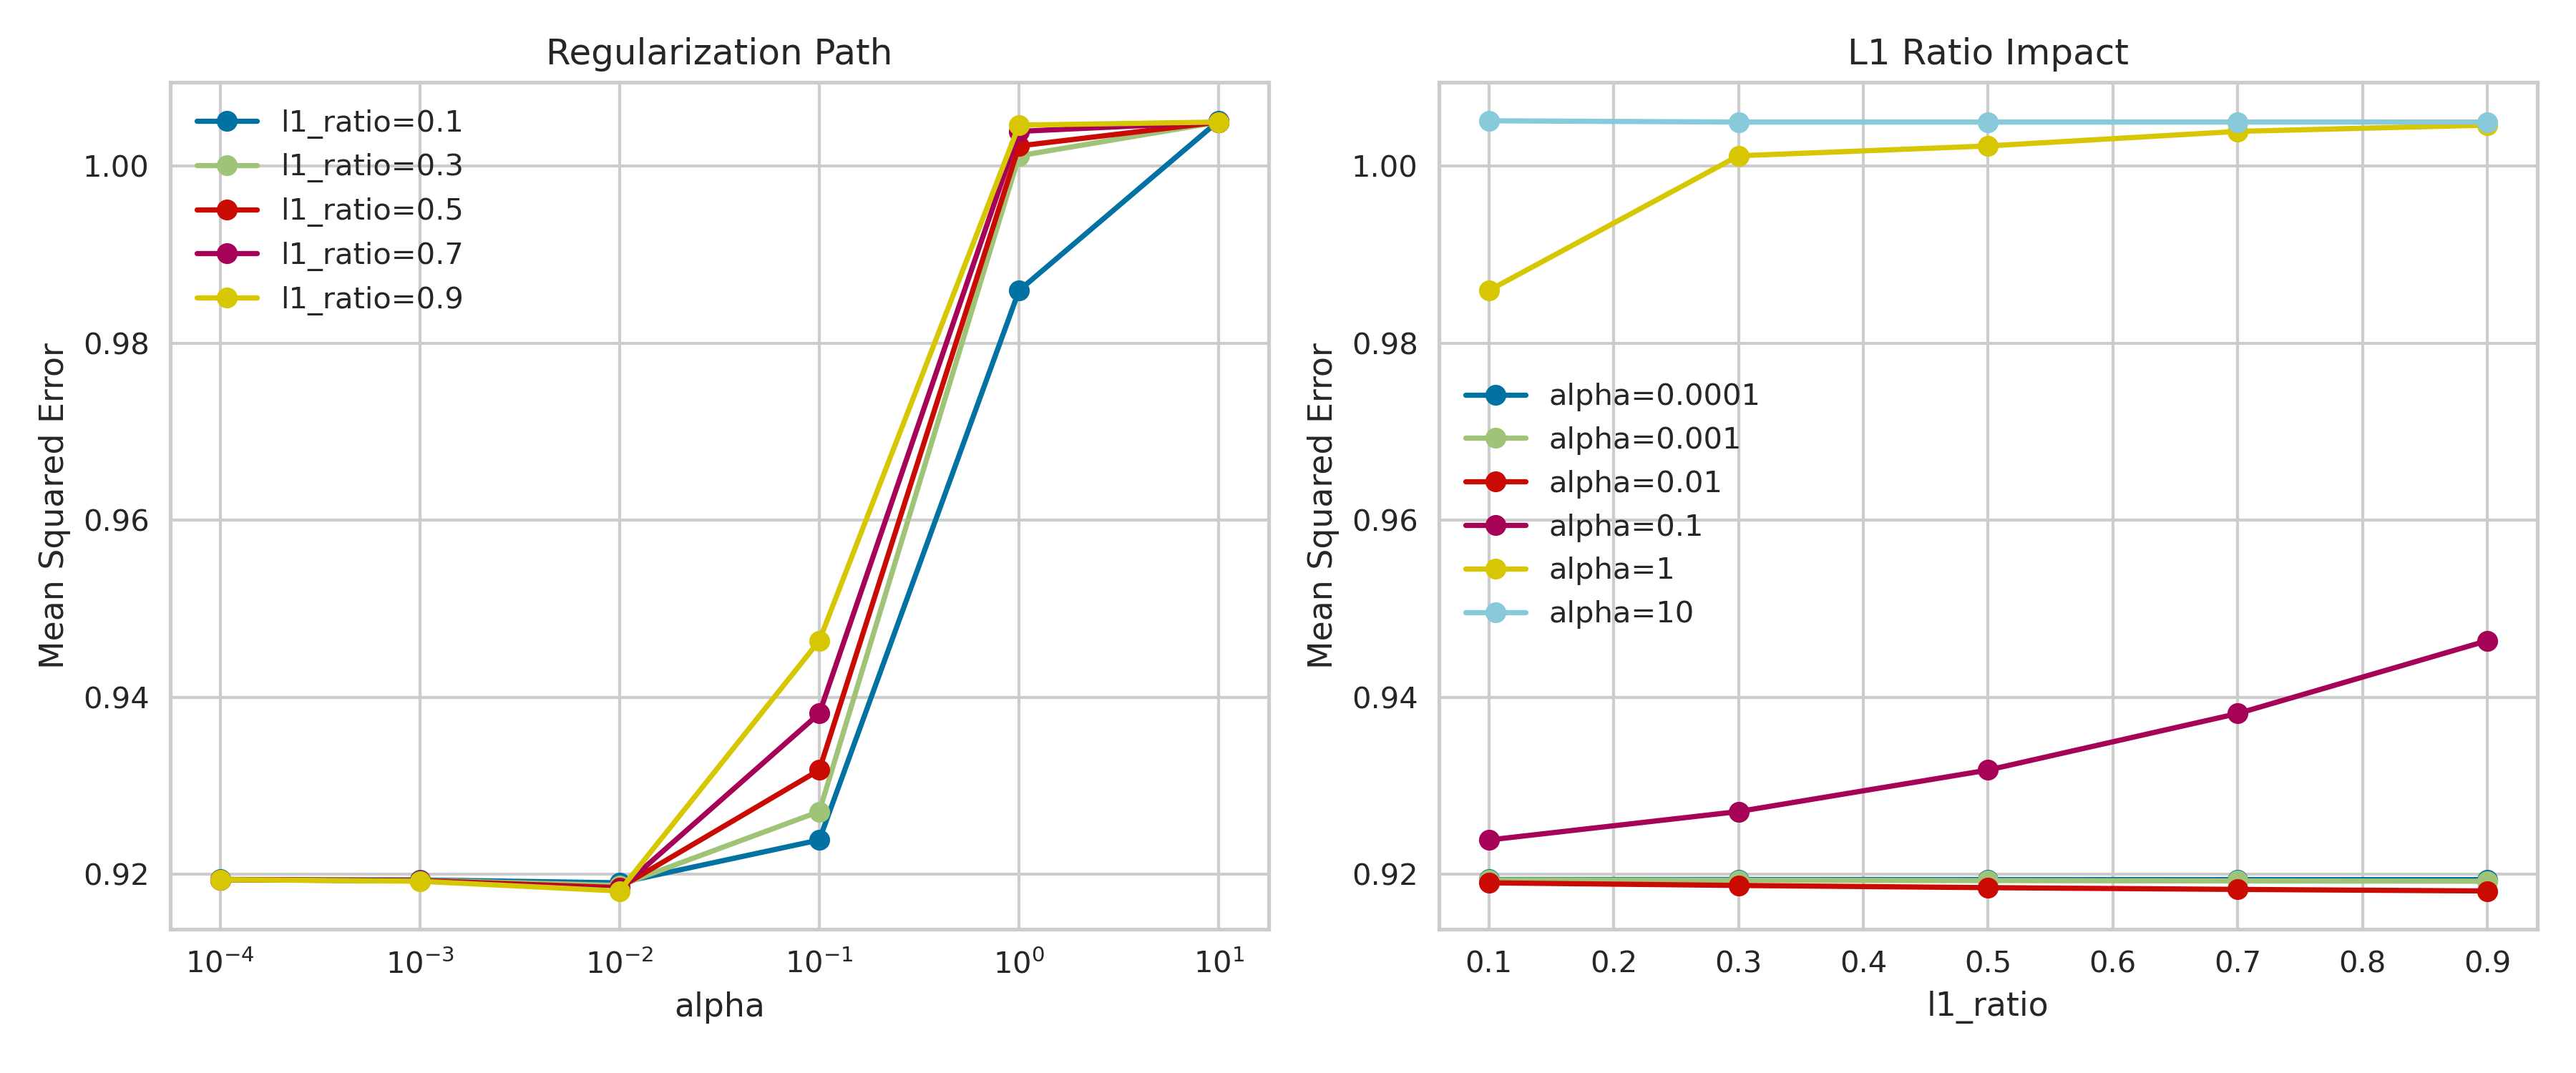 Regularization Path
l1_ratio=0.1
l1_ratio=0.3
l1_ratio=0.5
l1_ratio=0.7
l1_ratio=0.9
1.00
0.98
0.96
0.94
0.92
Mean Squared Error
10⁻⁴ 10⁻³ 10⁻² 10⁻¹ 10⁰ 10¹
alpha
L1 Ratio Impact
1.00
0.98
0.96
0.94
0.92
Mean Squared Error
alpha=0.0001
alpha=0.001
alpha=0.01
alpha=0.1
alpha=1
alpha=10
0.1 0.2 0.3 0.4 0.5 0.6 0.7 0.8 0.9
l1_ratio